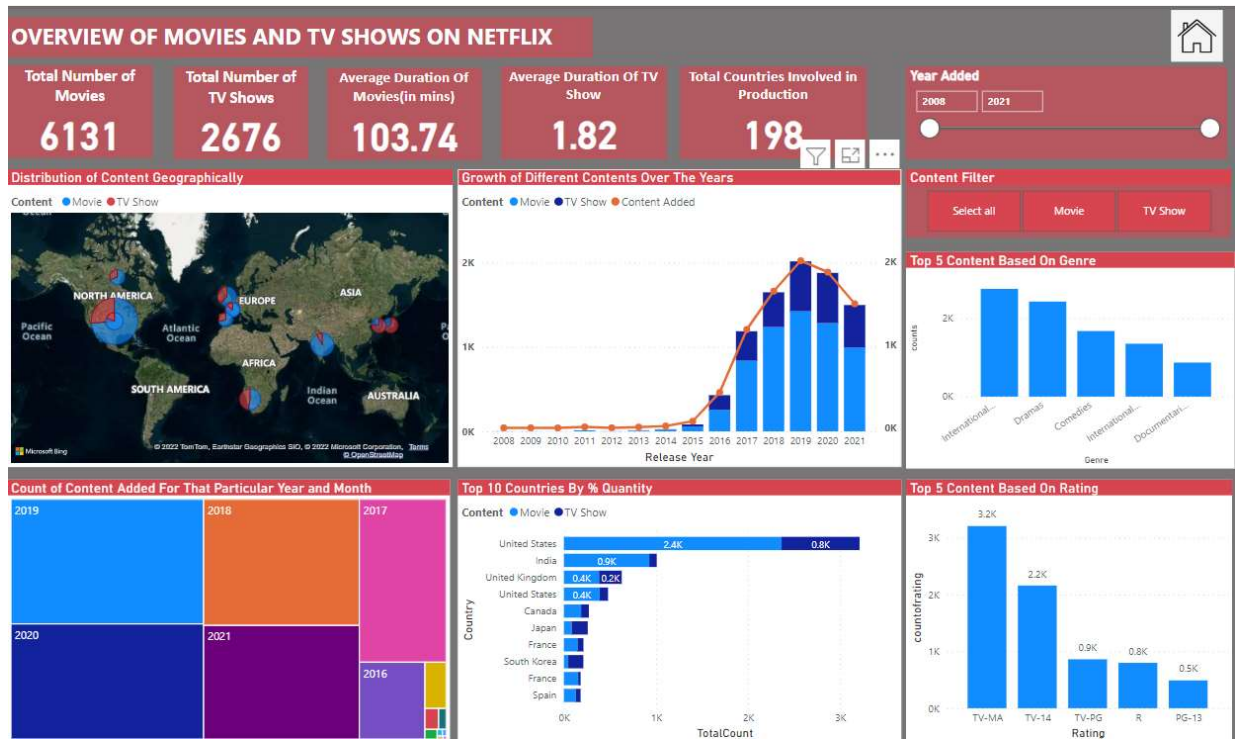 OVERVIEW OF MOVIES AND TV SHOWS ON NETFLIX
Total Number of
Movies
6131
Total Number of
TV Shows
2676
Average Duration Of
Movies(in mins)
103.74
Average Duration Of TV
Show
1.82
Total Countries Involved in
Production
198
Year Added
2008 2021
Distribution of Content Geographically
Content Movie TV Show
NORTH AMERICA
EUROPE
ASIA
Pacific
Ocean
Atlantic
Ocean
AFRICA
SOUTH AMERICA
Indian
Ocean
AUSTRALIA
Microsoft Bing
© 2022 TomTom, Earthstar Geographics SIO, © 2022 Microsoft Corporation, Terms
© OpenStreetMap
Growth of Different Contents Over The Years
Content Movie TV Show Content Added
2K 2K
1K 1K
0K 0K
2008 2009 2010 2011 2012 2013 2014 2015 2016 2017 2018 2019 2020 2021
Release Year
Content Filter
Select all Movie TV Show
Top 5 Content Based On Genre
counts
2K
0K
International... Dramas Comedies International... Documentari...
Genre
Count of Content Added For That Particular Year and Month
2019 2018 2017
2020 2021 2016
Top 10 Countries By % Quantity
Content Movie TV Show
Country
United States 2.4K 0.8K
India 0.9K
United Kingdom 0.4K 0.2K
United States 0.4K
Canada
Japan
France
South Korea
France
Spain
0K 1K 2K 3K
TotalCount
Top 5 Content Based On Rating
countofrating
3K
2K
1K
0K
3.2K
2.2K
0.9K
0.8K
0.5K
TV-MA TV-14 TV-PG R PG-13
Rating